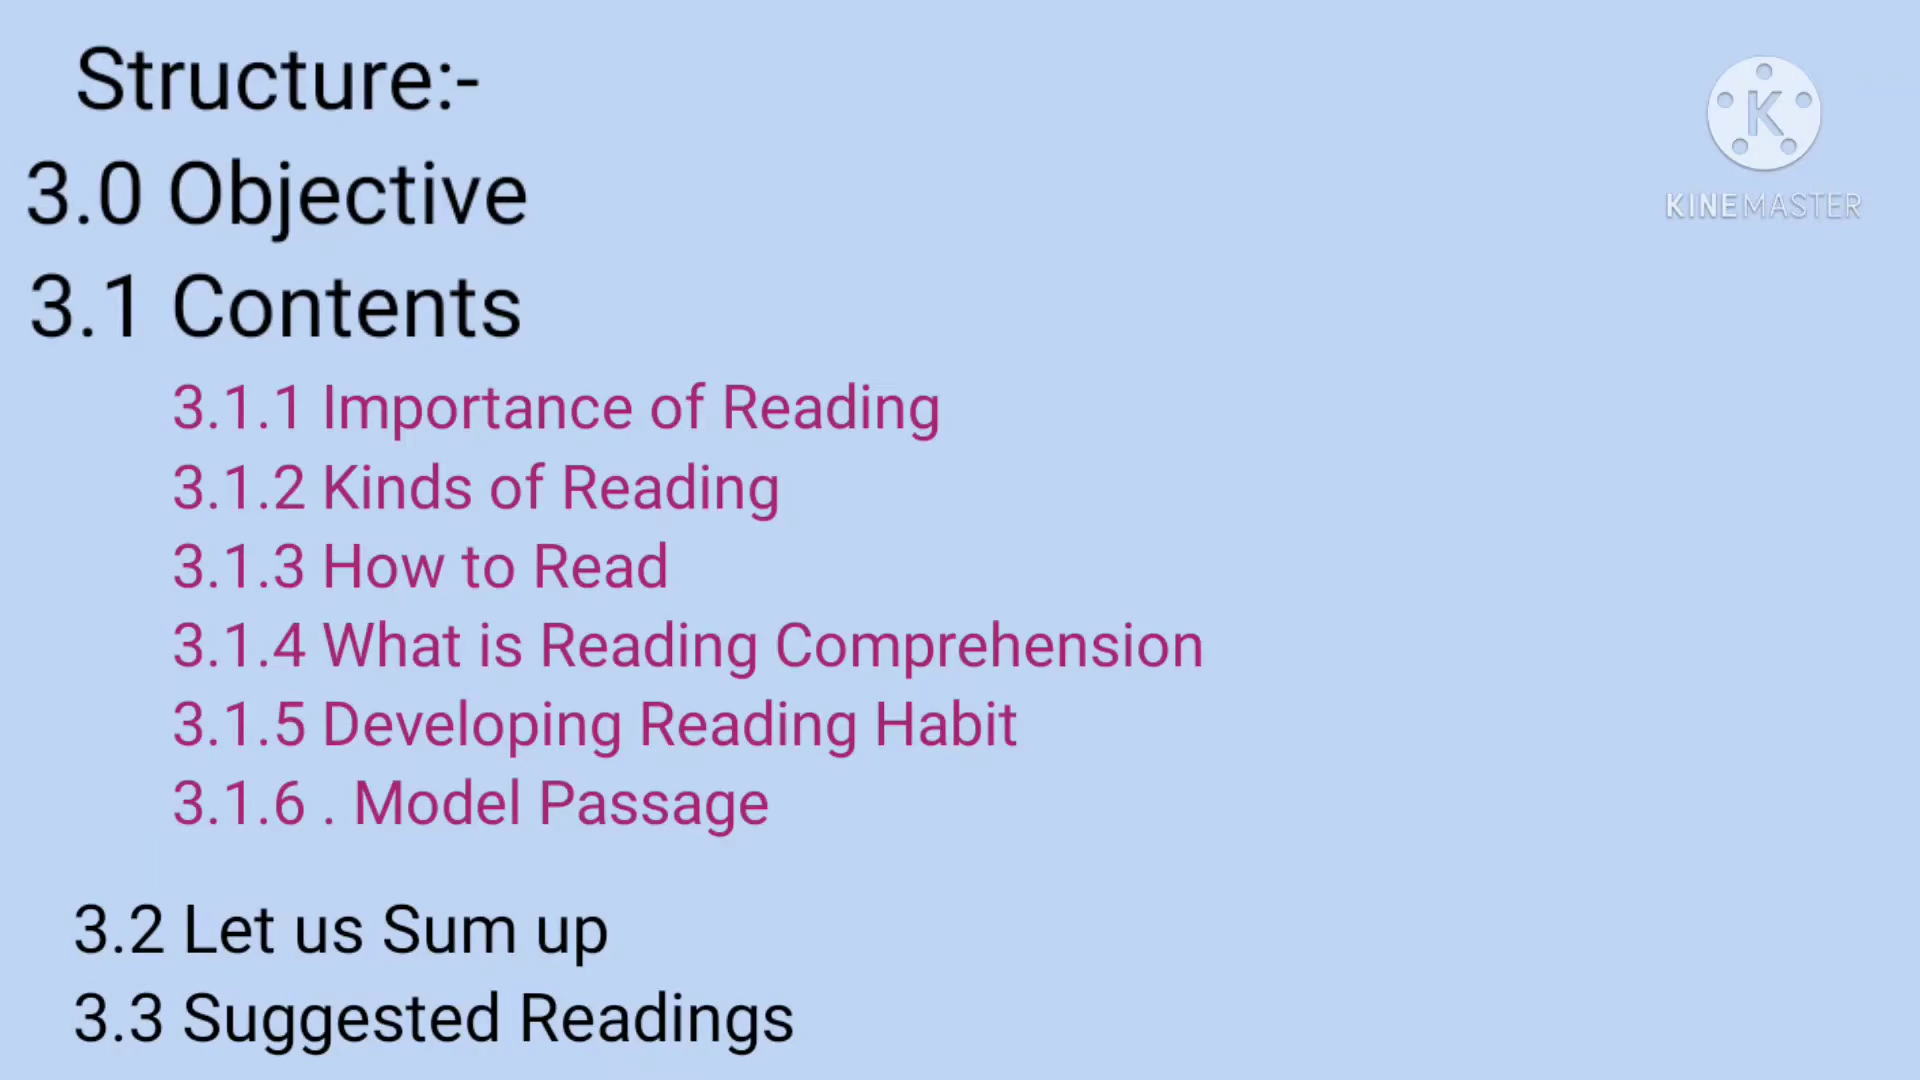 Structure:-
3.0 Objective
3.1 Contents
3.1.1 Importance of Reading
3.1.2 Kinds of Reading
3.1.3 How to Read
3.1.4 What is Reading Comprehension
3.1.5 Developing Reading Habit
3.1.6 . Model Passage
3.2 Let us Sum up
3.3 Suggested Readings
K
KINEMASTER